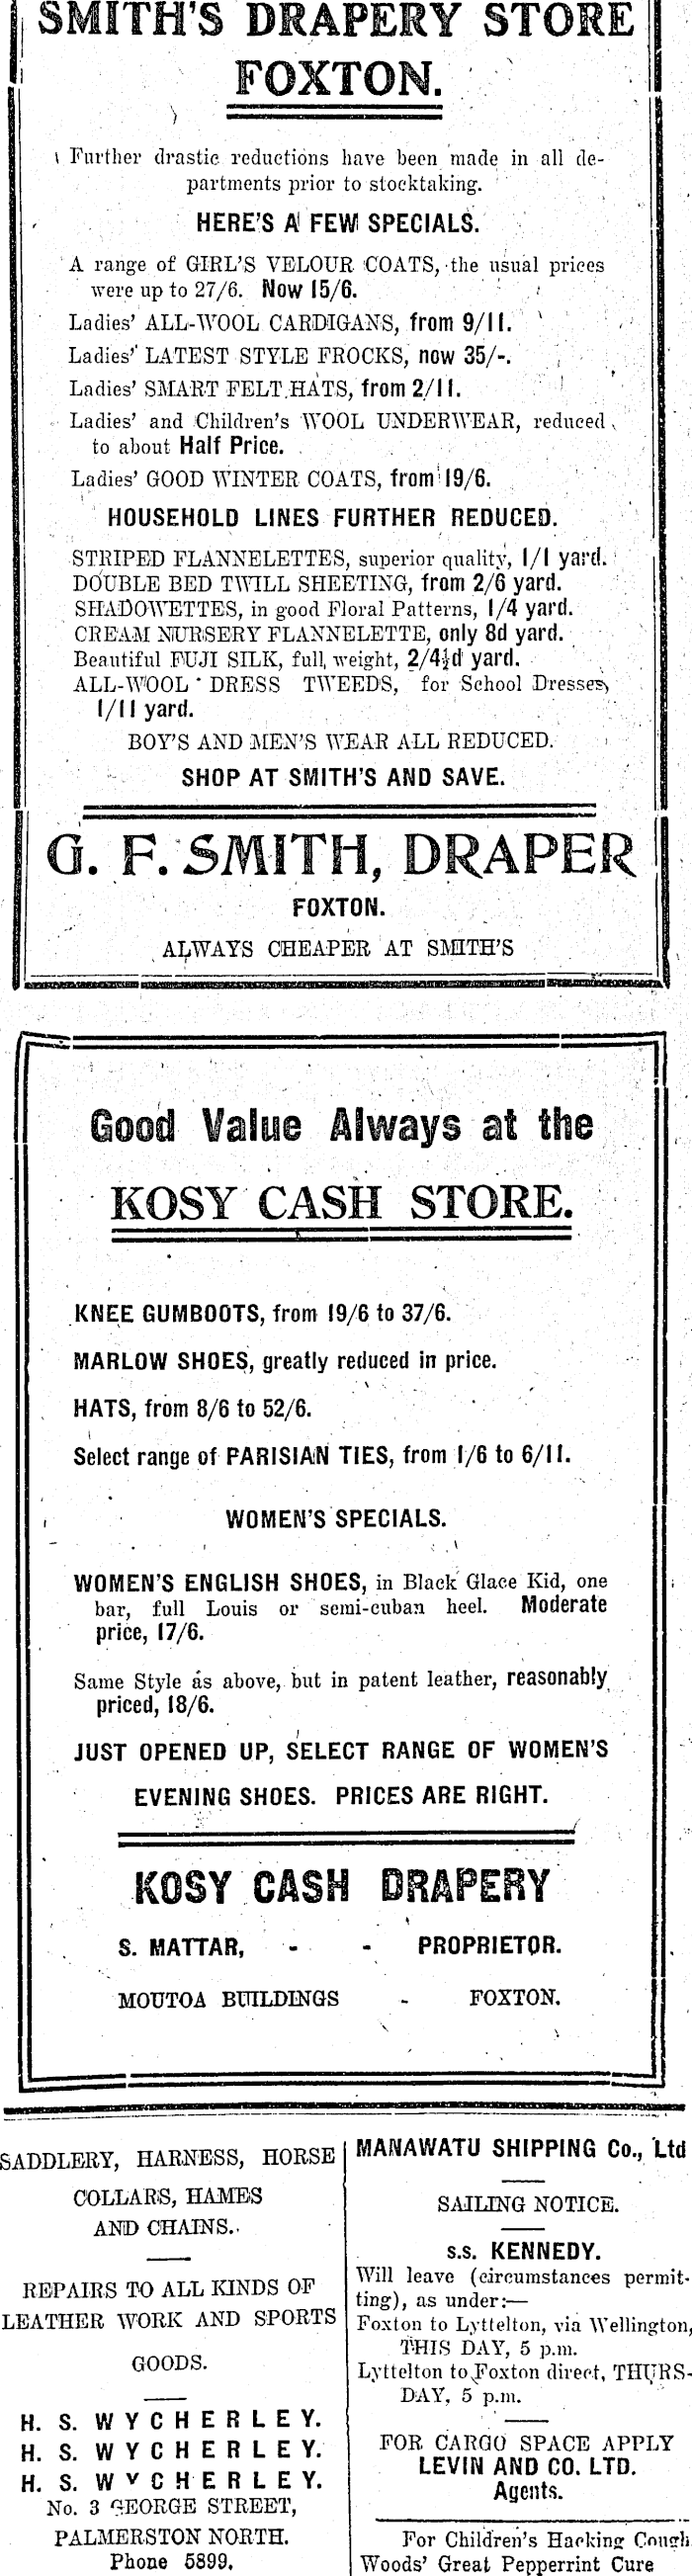 SMITH'S DRAPERY STORE
FOXTON.
Further drastic reductions have been made in all de-
partments prior to stocktaking.
HERE'S A FEW SPECIALS.
A range of GIRL'S VELOUR COATS, the usual prices
were up to 27/6. Now 15/6.
Ladies' ALL-WOOL CARDIGANS, from 9/11.
Ladies' LATEST STYLE FROCKS, now 35/-.
Ladies' SMART FELT HATS, from 2/11.
Ladies' and Children's WOOL UNDERWEAR, reduced
to about Half Price.
Ladies' GOOD WINTER COATS, from 19/6.
HOUSEHOLD LINES FURTHER REDUCED.
STRIPED FLANNELETTES, superior quality, 1/1 yard.
DOUBLE BED TWILL SHEETING, from 2/6 yard.
SHADOWETTES, in good Floral Patterns, 1/4 yard.
CREAM NURSERY FLANNELETTE, only 8d yard.
Beautiful FUJI SILK, full weight, 2/4½d yard.
ALL-WOOL DRESS TWEEDS, for School Dresses,
1/11 yard.
BOY'S AND MEN'S WEAR ALL REDUCED.
SHOP AT SMITH'S AND SAVE.
G. F. SMITH, DRAPER
FOXTON.
ALWAYS CHEAPER AT SMITH'S
Good Value Always at the
KOSY CASH STORE.
KNEE GUMBOOTS, from 19/6 to 37/6.
MARLOW SHOES, greatly reduced in price.
HATS, from 8/6 to 52/6.
Select range of PARISIAN TIES, from 1/6 to 6/11.
WOMEN'S SPECIALS.
WOMEN'S ENGLISH SHOES, in Black Glace Kid, one
bar, full Louis or semi-cuban heel. Moderate
price, 17/6.
Same Style as above, but in patent leather, reasonably
priced, 18/6.
JUST OPENED UP, SELECT RANGE OF WOMEN'S
EVENING SHOES. PRICES ARE RIGHT.
KOSY CASH DRAPERY
S. MATTAR, - - PROPRIETOR.
MOUTOA BUILDINGS - FOXTON.
SADDLERY, HARNESS, HORSE
COLLARS, HAMES
AND CHAINS.
REPAIRS TO ALL KINDS OF
LEATHER WORK AND SPORTS
GOODS.
H. S. WYCHERLEY.
H. S. WYCHERLEY.
H. S. WYCHERLEY.
No. 3 GEORGE STREET,
PALMERSTON NORTH.
Phone 5899.
MANAWATU SHIPPING Co., Ltd
SAILING NOTICE.
s.s. KENNEDY.
Will leave (circumstances permit-
ting), as under:—
Foxton to Lyttelton, via Wellington,
THIS DAY, 5 p.m.
Lyttelton to Foxton direct, THURS-
DAY, 5 p.m.
FOR CARGO SPACE APPLY
LEVIN AND CO. LTD.
Agents.
For Children's Hacking Cough
Woods' Great Peppermint Cure